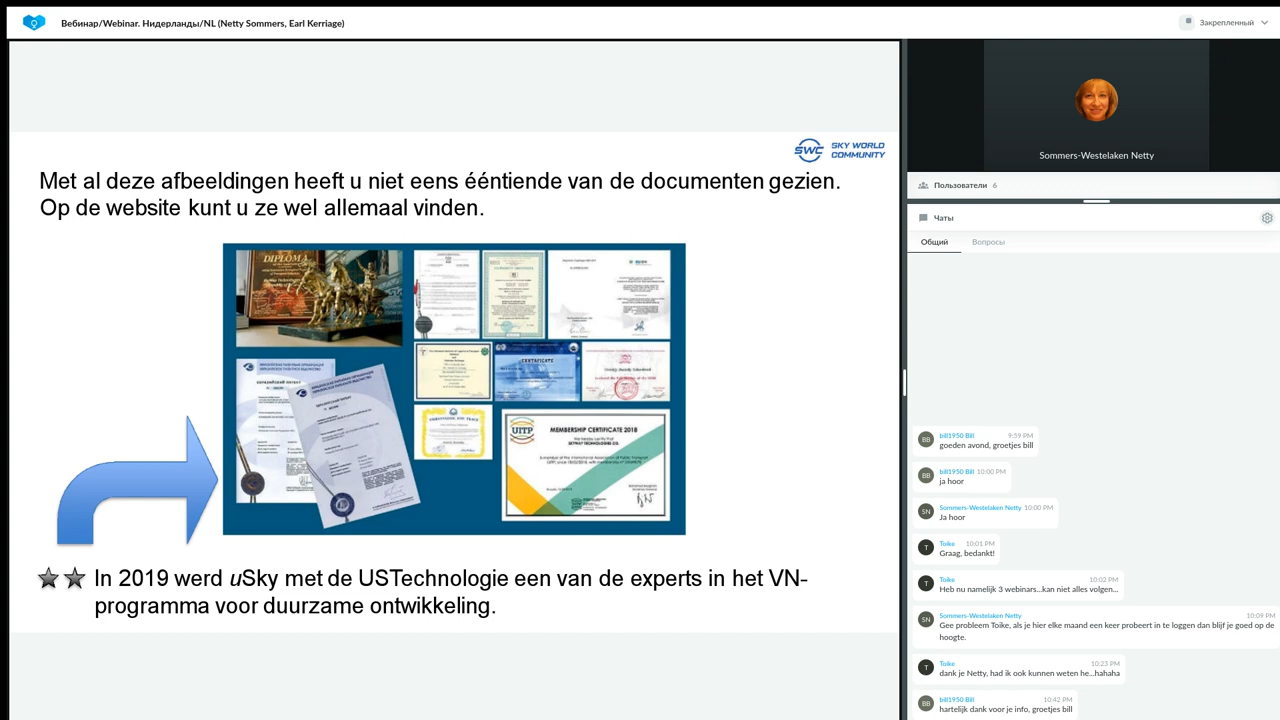 Вебинар/Webinar. Нидерланды/NL (Netty Sommers, Earl Kerriage)
Закрепленный
SWC SKY WORLD
COMMUNITY
Met al deze afbeeldingen heeft u niet eens ééntiende van de documenten gezien.
Op de website kunt u ze wel allemaal vinden.
DIPLOMA
CERTIFICATE
UITP
MEMBERSHIP CERTIFICATE 2018
In 2019 werd uSky met de USTechnologie een van de experts in het VN-
programma voor duurzame ontwikkeling.
Sommers-Westelaken Netty
Пользователи 6
Чаты
Общий Вопросы
BB
bill1950 Bill 9:59 PM
goeden avond, groetjes bill
BB
bill1950 Bill 10:00 PM
ja hoor
SN
Sommers-Westelaken Netty 10:00 PM
Ja hoor
T
Toike 10:01 PM
Graag, bedankt!
T
Toike 10:02 PM
Heb nu namelijk 3 webinars...kan niet alles volgen...
SN
Sommers-Westelaken Netty 10:09 PM
Gee probleem Toike, als je hier elke maand een keer probeert in te loggen dan blijf je goed op de
hoogte.
T
Toike 10:23 PM
dank je Netty, had ik ook kunnen weten he...hahaha
BB
bill1950 Bill 10:42 PM
hartelijk dank voor je info, groetjes bill